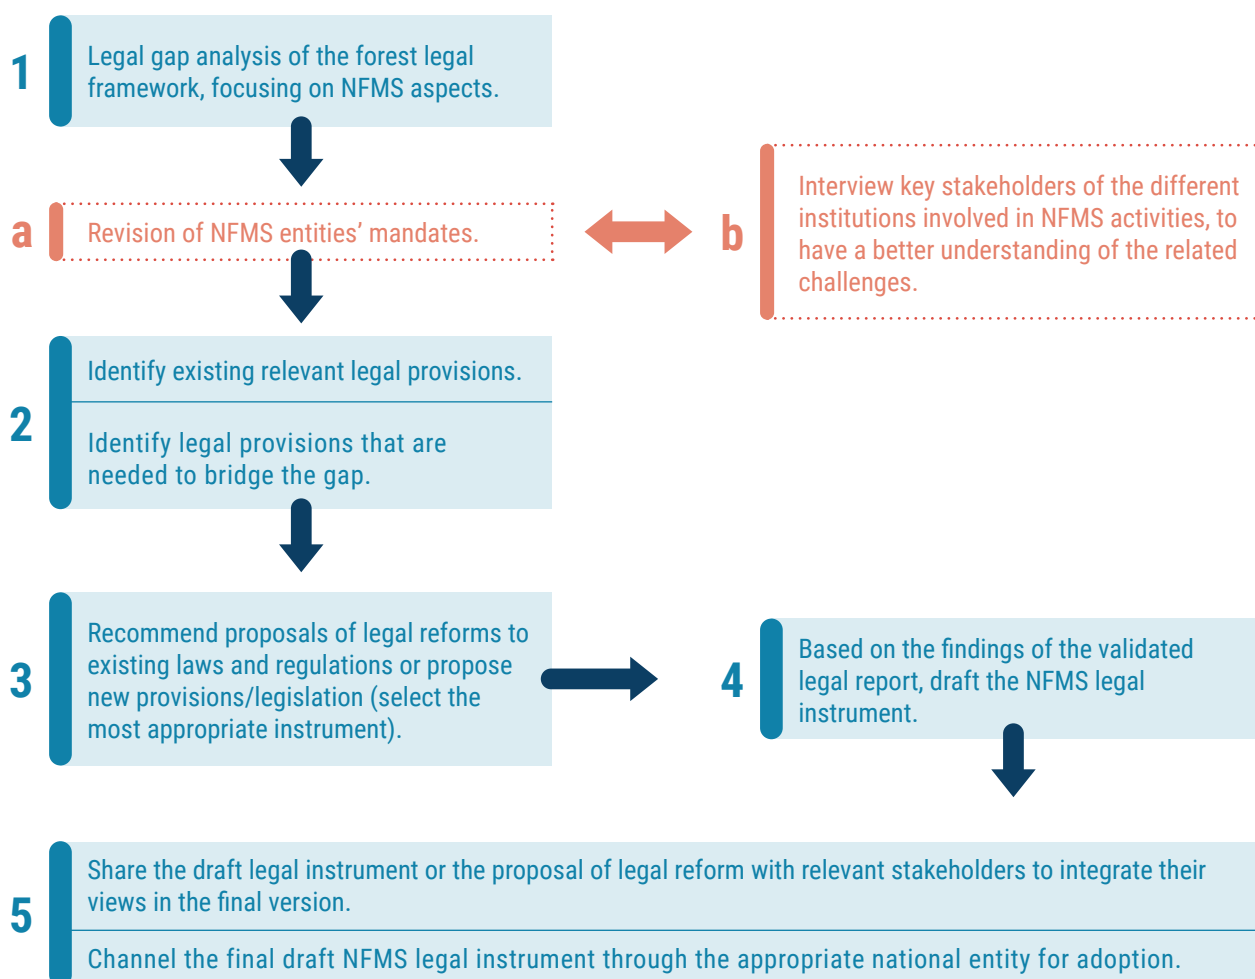 1
Legal gap analysis of the forest legal
framework, focusing on NFMS aspects.
a
Revision of NFMS entities’ mandates.
b
Interview key stakeholders of the different
institutions involved in NFMS activities, to
have a better understanding of the related
challenges.
2
Identify existing relevant legal provisions.
Identify legal provisions that are
needed to bridge the gap.
3
Recommend proposals of legal reforms to
existing laws and regulations or propose
new provisions/legislation (select the
most appropriate instrument).
4
Based on the findings of the validated
legal report, draft the NFMS legal
instrument.
5
Share the draft legal instrument or the proposal of legal reform with relevant stakeholders to integrate their
views in the final version.
Channel the final draft NFMS legal instrument through the appropriate national entity for adoption.